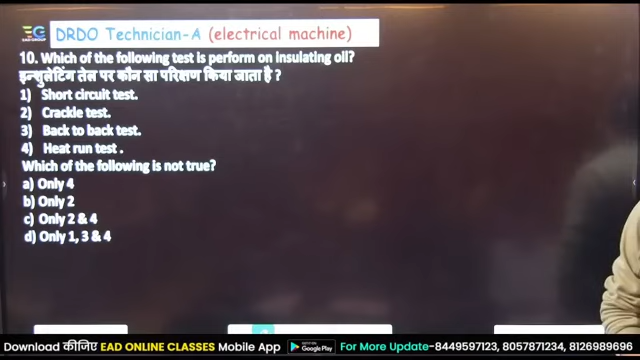 EG
EAD GROUP
DRDO Technician-A (electrical machine)
10. Which of the following test is perform on insulating oil?
इन्सुलेटिंग तेल पर कौन सा परिक्षण किया जाता है ?
1) Short circuit test.
2) Crackle test.
3) Back to back test.
4) Heat run test .
Which of the following is not true?
a) Only 4
b) Only 2
c) Only 2 & 4
d) Only 1, 3 & 4
Download कीजिए EAD ONLINE CLASSES Mobile App Google Play For More Update-8449597123, 8057871234, 8126989696